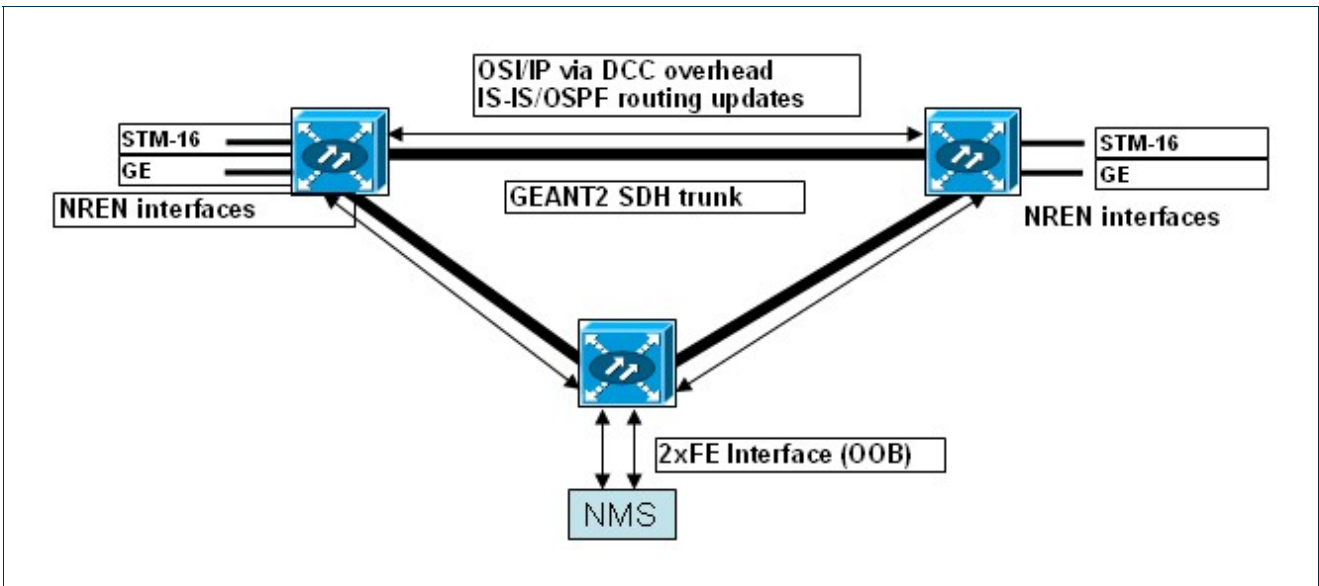 OSI/IP via DCC overhead
IS-IS/OSPF routing updates
STM-16
GE
NREN interfaces
STM-16
GE
NREN interfaces
GEANT2 SDH trunk
2xFE Interface (OOB)
NMS